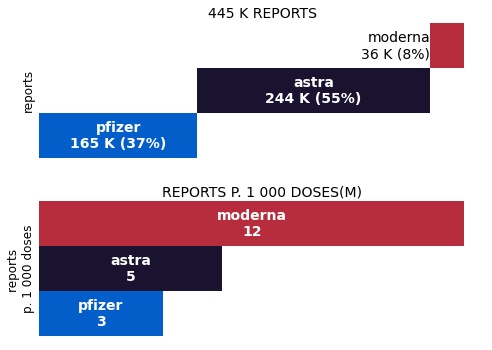 445 K REPORTS
moderna
36 K (8%)
astra
244 K (55%)
pfizer
165 K (37%)
reports
REPORTS P. 1 000 DOSES(M)
moderna
12
astra
5
pfizer
3
reports
p. 1 000 doses